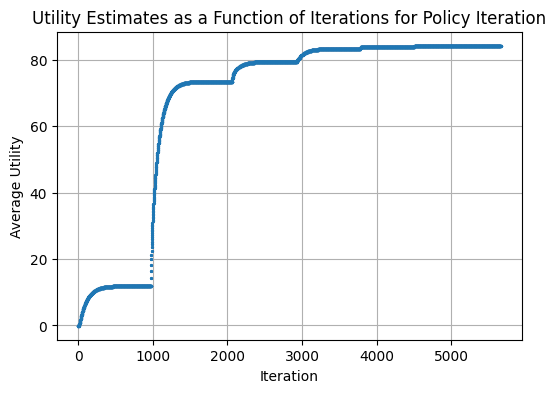 Utility Estimates as a Function of Iterations for Policy Iteration
80
60
40
20
0
Average Utility
0 1000 2000 3000 4000 5000
Iteration